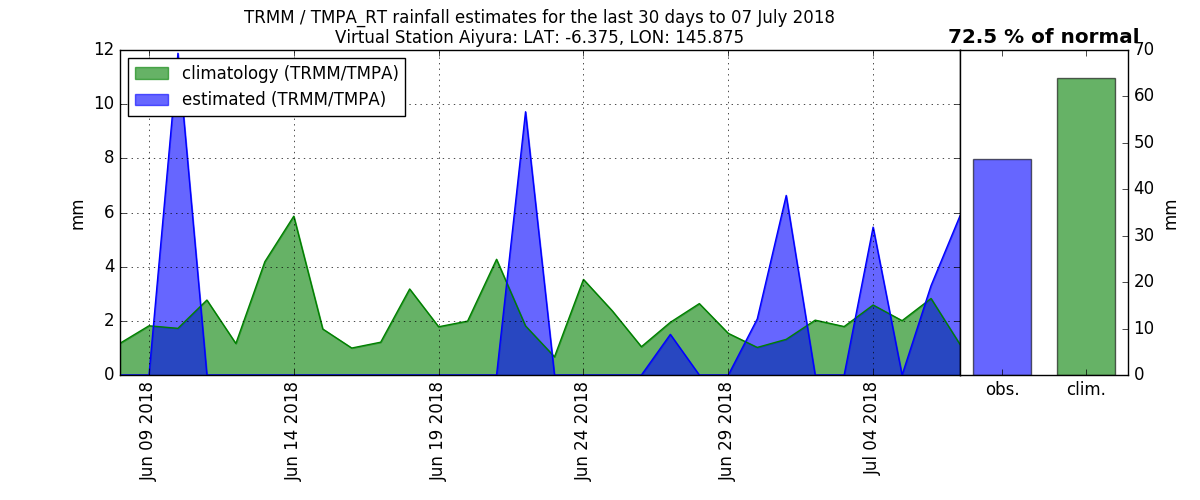 TRMM / TMPA_RT rainfall estimates for the last 30 days to 07 July 2018
Virtual Station Aiyura: LAT: -6.375, LON: 145.875
72.5 % of normal
climatology (TRMM/TMPA)
estimated (TRMM/TMPA)
12
10
8
6
4
2
0
mm
Jun 09 2018
Jun 14 2018
Jun 19 2018
Jun 24 2018
Jun 29 2018
Jul 04 2018
70
60
50
40
30
20
10
0
mm
obs.
clim.